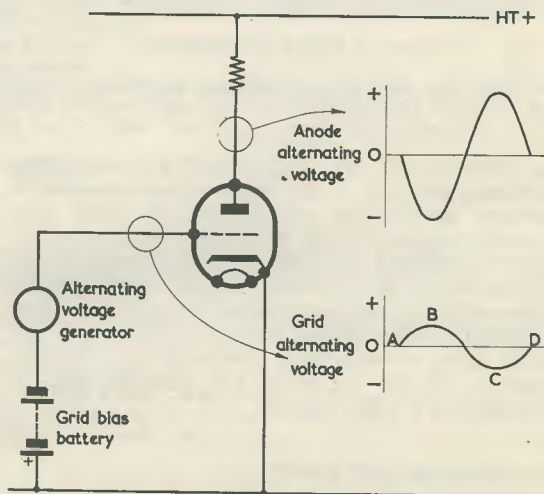 HT+
+
Anode
alternating
voltage
O
−
Alternating
voltage
generator
Grid
alternating
voltage
+
A
B
O
D
C
−
Grid bias
battery
+